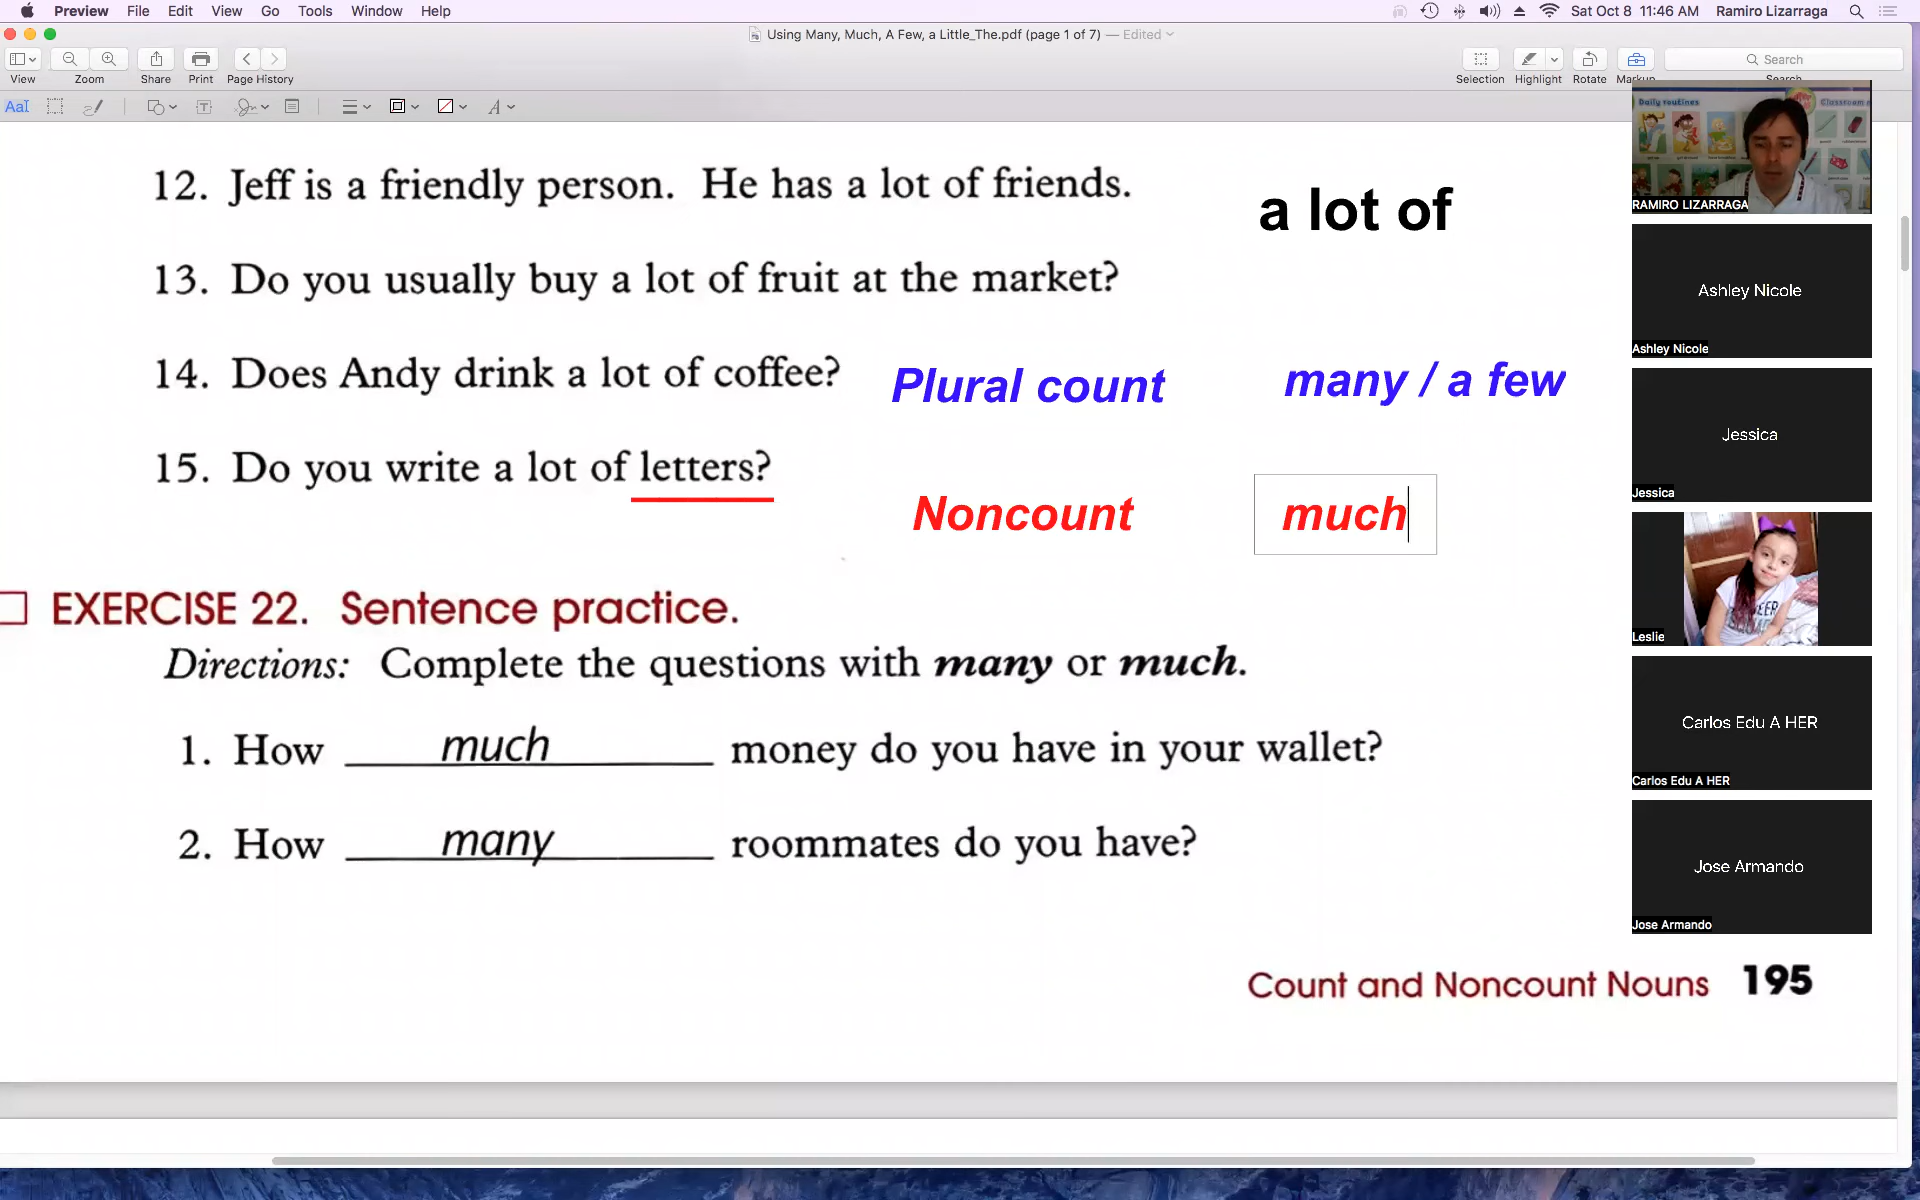 Preview File Edit View Go Tools Window Help Sat Oct 8 11:46 AM Ramiro Lizarraga
Using Many, Much, A Few, a Little_The.pdf (page 1 of 7) — Edited
Search
View Zoom Share Print Page History Selection Highlight Rotate Markup Search
AaI T A
12. Jeff is a friendly person. He has a lot of friends.
a lot of
13. Do you usually buy a lot of fruit at the market?
14. Does Andy drink a lot of coffee?
Plural count many / a few
15. Do you write a lot of letters?
Noncount much
EXERCISE 22. Sentence practice.
Directions: Complete the questions with many or much.
1. How much money do you have in your wallet?
2. How many roommates do you have?
Count and Noncount Nouns 195
Daily routines
Classroom
RAMIRO LIZARRAGA
Ashley Nicole
Ashley Nicole
Jessica
Jessica
Leslie
Carlos Edu A HER
Carlos Edu A HER
Jose Armando
Jose Armando